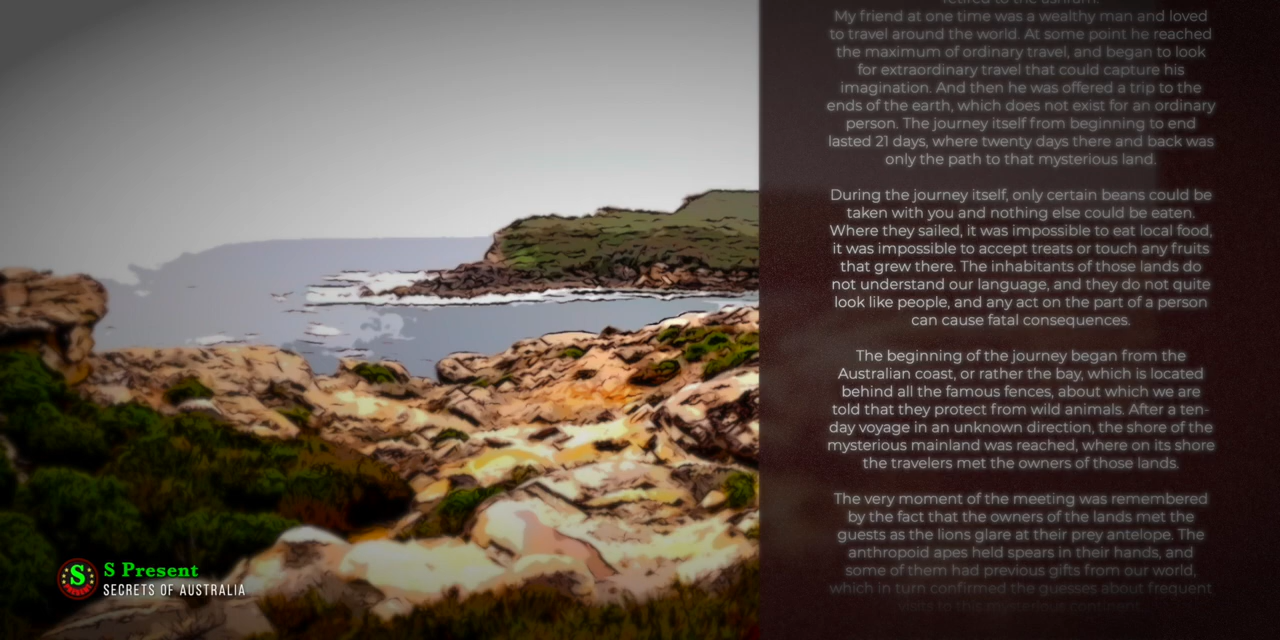 retired to the ashram.
My friend at one time was a wealthy man and loved
to travel around the world. At some point he reached
the maximum of ordinary travel, and began to look
for extraordinary travel that could capture his
imagination. And then he was offered a trip to the
ends of the earth, which does not exist for an ordinary
person. The journey itself from beginning to end
lasted 21 days, where twenty days there and back was
only the path to that mysterious land.
During the journey itself, only certain beans could be
taken with you and nothing else could be eaten.
Where they sailed, it was impossible to eat local food,
it was impossible to accept treats or touch any fruits
that grew there. The inhabitants of those lands do
not understand our language, and they do not quite
look like people, and any act on the part of a person
can cause fatal consequences.
The beginning of the journey began from the
Australian coast, or rather the bay, which is located
behind all the famous fences, about which we are
told that they protect from wild animals. After a ten-
day voyage in an unknown direction, the shore of the
mysterious mainland was reached, where on its shore
the travelers met the owners of those lands.
The very moment of the meeting was remembered
by the fact that the owners of the lands met the
guests as the lions glare at their prey antelope. The
anthropoid apes held spears in their hands, and
some of them had previous gifts from our world,
which in turn confirmed the guesses about frequent
visits to this mysterious continent.
S
S Present
SECRETS OF AUSTRALIA